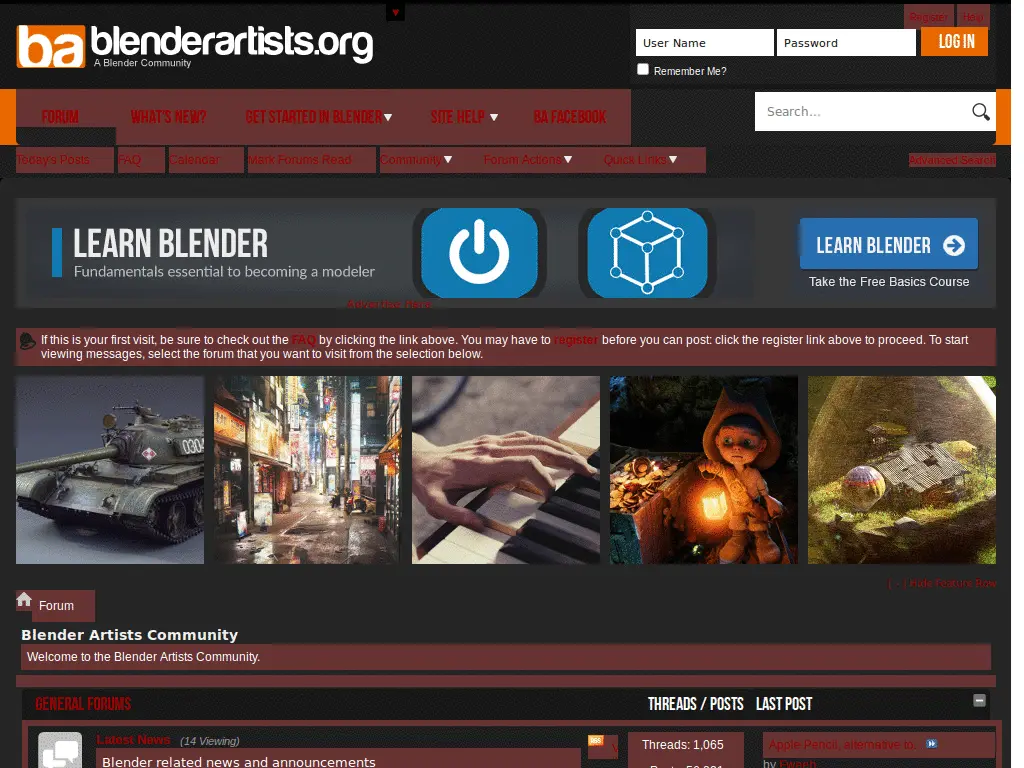 ▼
Register Help
ba blenderartists.org
A Blender Community
User Name Password LOG IN
Remember Me?
FORUM WHAT'S NEW? GET STARTED IN BLENDER▼ SITE HELP ▼ BA FACEBOOK
Search...
Today's Posts FAQ Calendar Mark Forums Read Community▼ Forum Actions▼ Quick Links▼ Advanced Search
LEARN BLENDER
Fundamentals essential to becoming a modeler
LEARN BLENDER
Take the Free Basics Course
Advertise Here
If this is your first visit, be sure to check out the FAQ by clicking the link above. You may have to register before you can post: click the register link above to proceed. To start
viewing messages, select the forum that you want to visit from the selection below.
Feature Row
Forum
Blender Artists Community
Welcome to the Blender Artists Community.
GENERAL FORUMS THREADS / POSTS LAST POST
Latest News (14 Viewing) RSS Threads: 1,065 Apple Pencil, alternative to..
Blender related news and announcements
by